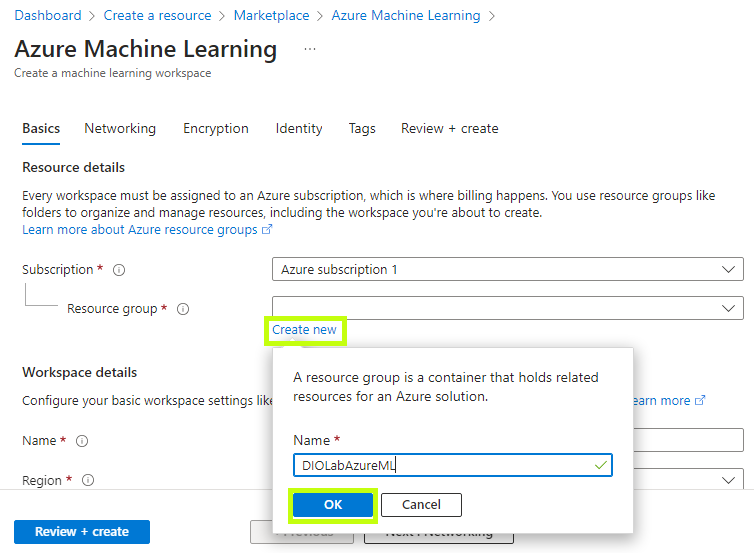 Dashboard > Create a resource > Marketplace > Azure Machine Learning >
Azure Machine Learning ...
Create a machine learning workspace
Basics Networking Encryption Identity Tags Review + create
Resource details
Every workspace must be assigned to an Azure subscription, which is where billing happens. You use resource groups like
folders to organize and manage resources, including the workspace you're about to create.
Learn more about Azure resource groups
Subscription * Azure subscription 1
Resource group *
Create new
A resource group is a container that holds related
resources for an Azure solution.
Workspace details
Configure your basic workspace settings like earn more
Name *
DIOLabAzureML
Name *
Region *
OK Cancel
Review + create Previous Next : Networking